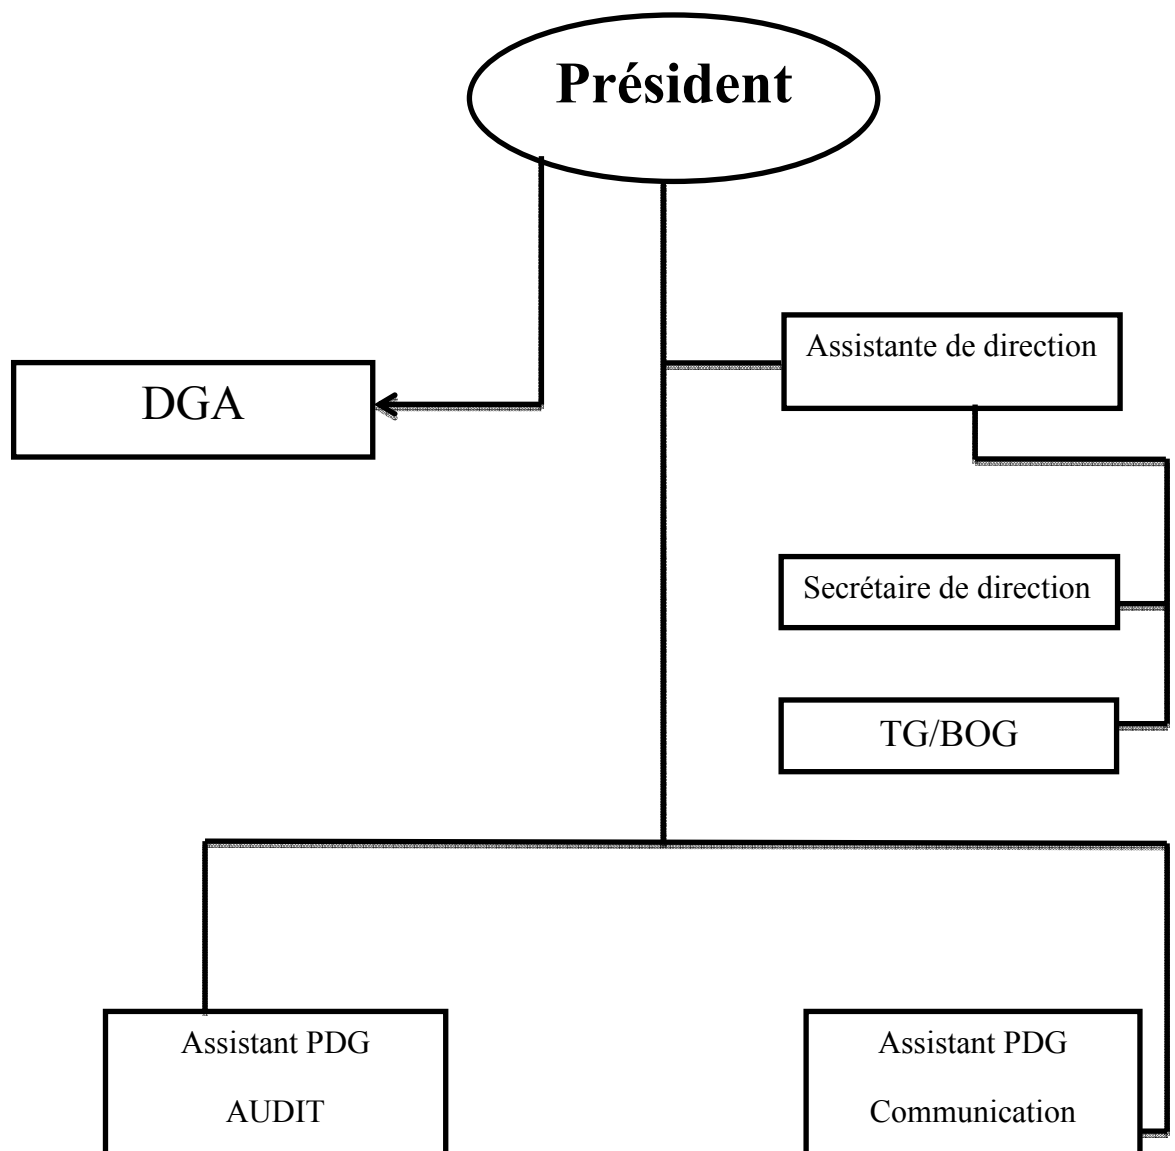 Président
Assistante de direction
DGA
Secrétaire de direction
TG/BOG
Assistant PDG
AUDIT
Assistant PDG
Communication